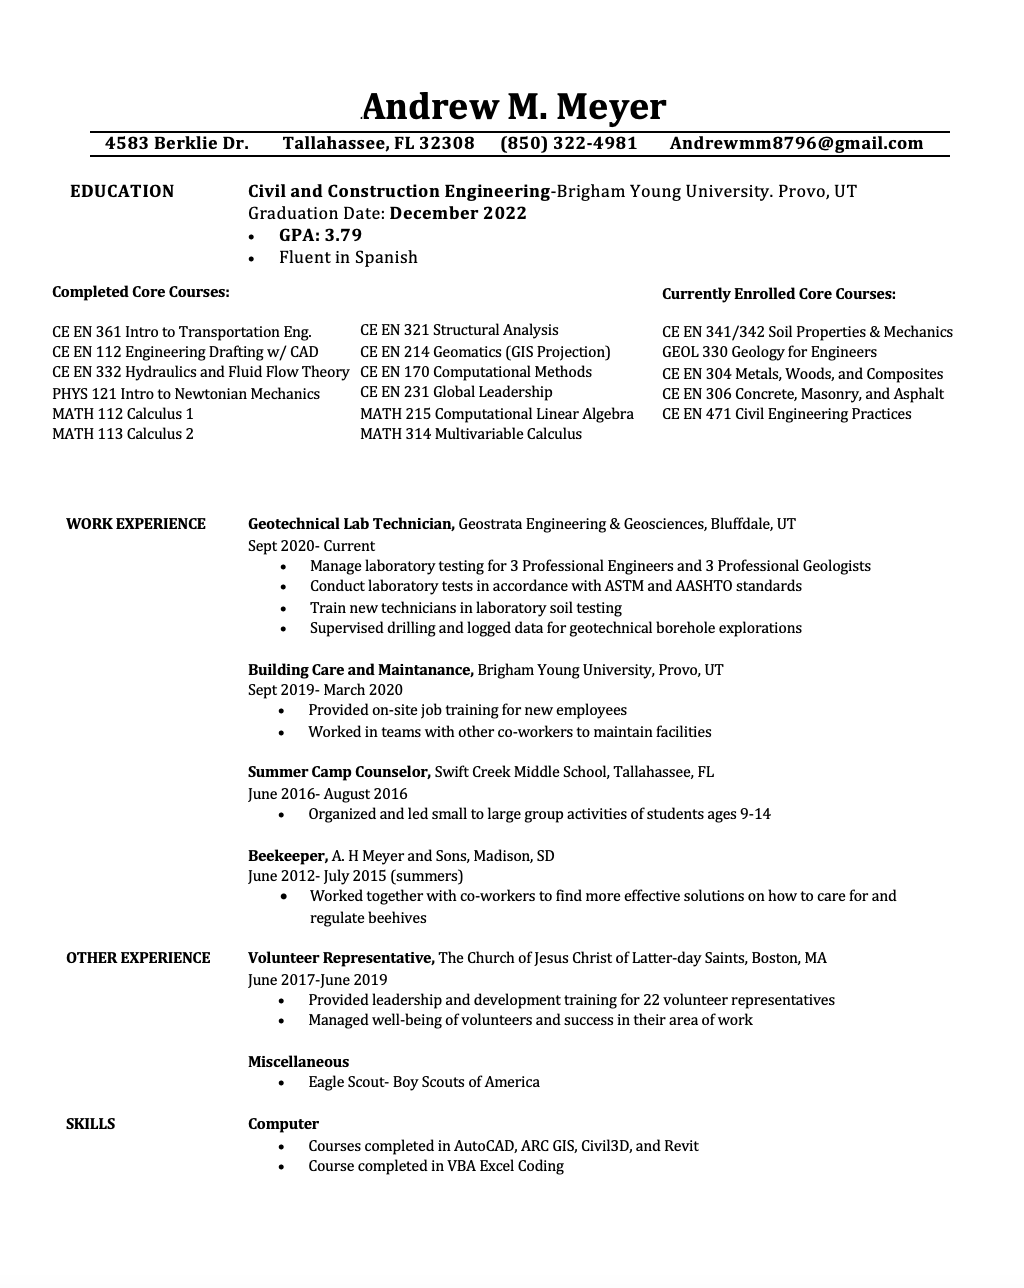 Andrew M. Meyer
4583 Berklie Dr. Tallahassee, FL 32308 (850) 322-4981 Andrewmm8796@gmail.com
EDUCATION Civil and Construction Engineering-Brigham Young University. Provo, UT
Graduation Date: December 2022
• GPA: 3.79
• Fluent in Spanish
Completed Core Courses:
CE EN 361 Intro to Transportation Eng.
CE EN 112 Engineering Drafting w/ CAD
CE EN 332 Hydraulics and Fluid Flow Theory
PHYS 121 Intro to Newtonian Mechanics
MATH 112 Calculus 1
MATH 113 Calculus 2
CE EN 321 Structural Analysis
CE EN 214 Geomatics (GIS Projection)
CE EN 170 Computational Methods
CE EN 231 Global Leadership
MATH 215 Computational Linear Algebra
MATH 314 Multivariable Calculus
Currently Enrolled Core Courses:
CE EN 341/342 Soil Properties & Mechanics
GEOL 330 Geology for Engineers
CE EN 304 Metals, Woods, and Composites
CE EN 306 Concrete, Masonry, and Asphalt
CE EN 471 Civil Engineering Practices
WORK EXPERIENCE Geotechnical Lab Technician, Geostrata Engineering & Geosciences, Bluffdale, UT
Sept 2020- Current
• Manage laboratory testing for 3 Professional Engineers and 3 Professional Geologists
• Conduct laboratory tests in accordance with ASTM and AASHTO standards
• Train new technicians in laboratory soil testing
• Supervised drilling and logged data for geotechnical borehole explorations
Building Care and Maintanance, Brigham Young University, Provo, UT
Sept 2019- March 2020
• Provided on-site job training for new employees
• Worked in teams with other co-workers to maintain facilities
Summer Camp Counselor, Swift Creek Middle School, Tallahassee, FL
June 2016- August 2016
• Organized and led small to large group activities of students ages 9-14
Beekeeper, A. H Meyer and Sons, Madison, SD
June 2012- July 2015 (summers)
• Worked together with co-workers to find more effective solutions on how to care for and
regulate beehives
OTHER EXPERIENCE Volunteer Representative, The Church of Jesus Christ of Latter-day Saints, Boston, MA
June 2017-June 2019
• Provided leadership and development training for 22 volunteer representatives
• Managed well-being of volunteers and success in their area of work
Miscellaneous
• Eagle Scout- Boy Scouts of America
SKILLS Computer
• Courses completed in AutoCAD, ARC GIS, Civil3D, and Revit
• Course completed in VBA Excel Coding